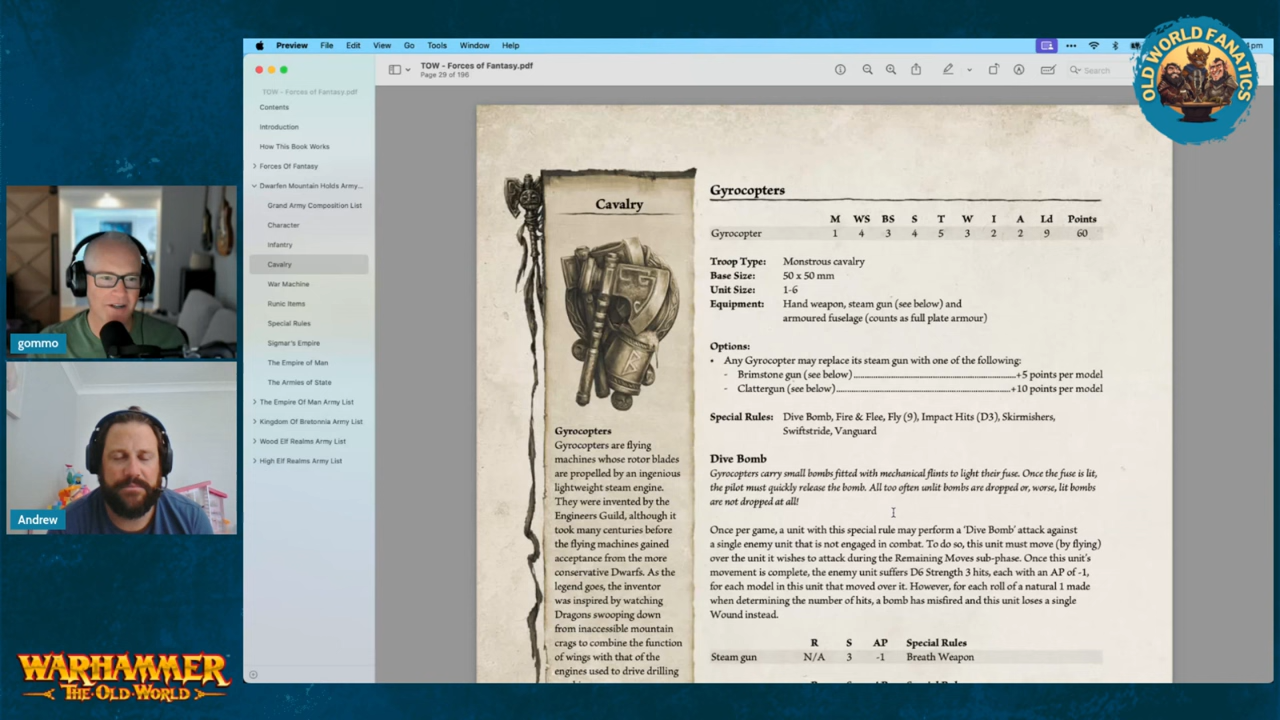 Preview File Edit View Go Tools Window Help
TOW - Forces of Fantasy.pdf
Page 29 of 196
Search
pm
OLD WORLD FANATICS
TOW - Forces of Fantasy.pdf
Contents
Introduction
How This Book Works
Forces Of Fantasy
Dwarfen Mountain Holds Army...
Grand Army Composition List
Character
Infantry
Cavalry
War Machine
Runic Items
Special Rules
Sigmar's Empire
The Empire of Man
The Armies of State
The Empire Of Man Army List
Kingdom Of Bretonnia Army List
Wood Elf Realms Army List
High Elf Realms Army List
gommo
Andrew
WARHAMMER
THE·OLD·WORLD
Cavalry
Gyrocopters
Gyrocopters are flying
machines whose rotor blades
are propelled by an ingenious
lightweight steam engine.
They were invented by the
Engineers Guild, although it
took many centuries before
the flying machines gained
acceptance from the more
conservative Dwarfs. As the
legend goes, the inventor
was inspired by watching
Dragons swooping down
from inaccessible mountain
crags to combine the function
of wings with that of the
engines used to drive drilling
Gyrocopters
M WS BS S T W I A Ld Points
Gyrocopter 1 4 3 4 5 3 2 2 9 60
Troop Type: Monstrous cavalry
Base Size: 50 x 50 mm
Unit Size: 1-6
Equipment: Hand weapon, steam gun (see below) and
armoured fuselage (counts as full plate armour)
Options:
• Any Gyrocopter may replace its steam gun with one of the following:
- Brimstone gun (see below)........+5 points per model
- Clattergun (see below)........+10 points per model
Special Rules: Dive Bomb, Fire & Flee, Fly (9), Impact Hits (D3), Skirmishers,
Swiftstride, Vanguard
Dive Bomb
Gyrocopters carry small bombs fitted with mechanical flints to light their fuse. Once the fuse is lit,
the pilot must quickly release the bomb. All too often unlit bombs are dropped or, worse, lit bombs
are not dropped at all!
Once per game, a unit with this special rule may perform a 'Dive Bomb' attack against
a single enemy unit that is not engaged in combat. To do so, this unit must move (by flying)
over the unit it wishes to attack during the Remaining Moves sub-phase. Once this unit's
movement is complete, the enemy unit suffers D6 Strength 3 hits, each with an AP of -1,
for each model in this unit that moved over it. However, for each roll of a natural 1 made
when determining the number of hits, a bomb has misfired and this unit loses a single
Wound instead.
R S AP Special Rules
Steam gun N/A 3 -1 Breath Weapon